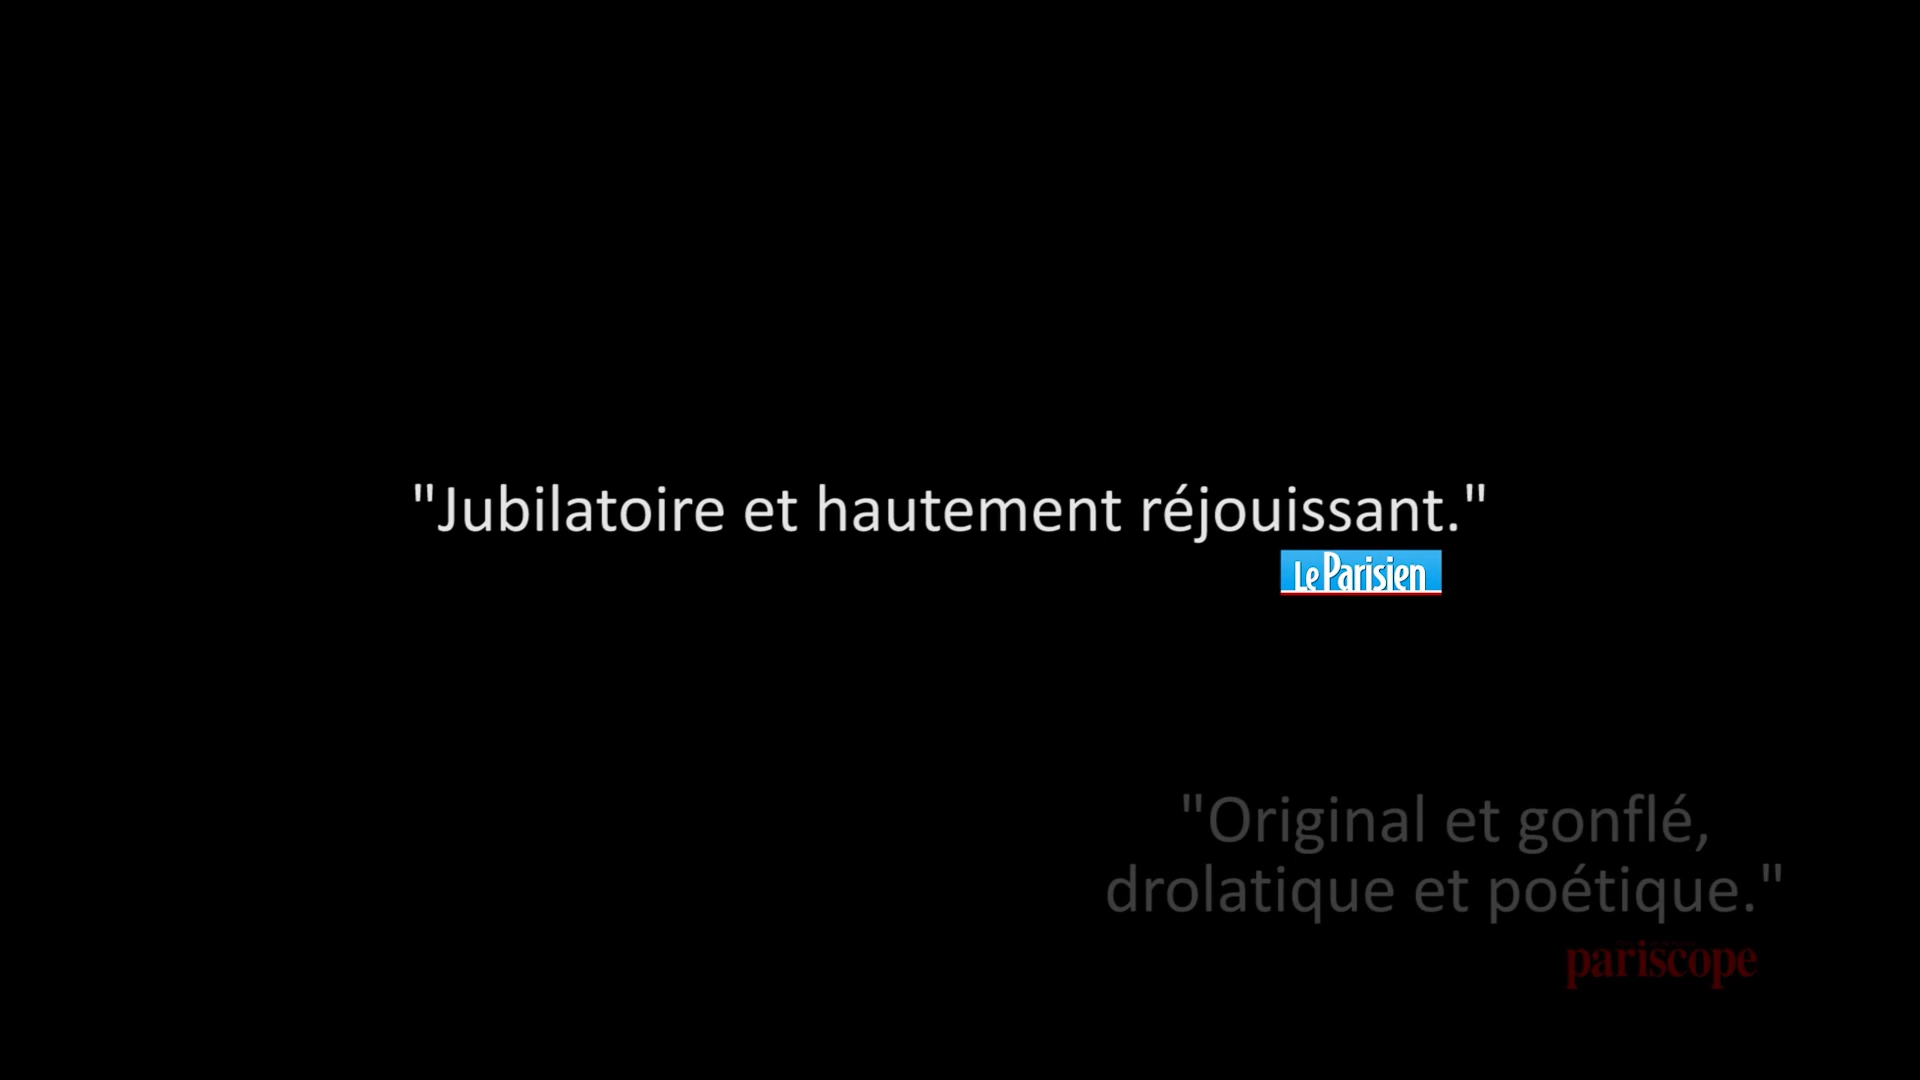 "Jubilatoire et hautement réjouissant."
Le Parisien
"Original et gonflé,
drolatique et poétique."
pariscope